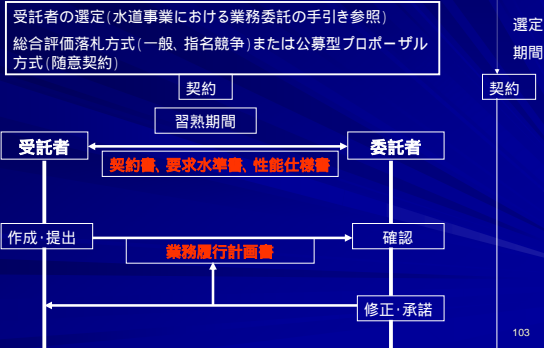 受託者の選定(水道事業における業務委託の手引き参照)
総合評価落札方式(一般、指名競争)または公募型プロポーザル
方式(随意契約)
選定
期間
契約
契約
習熟期間
受託者
委託者
契約書、要求水準書、性能仕様書
作成・提出
確認
業務履行計画書
修正・承諾
103